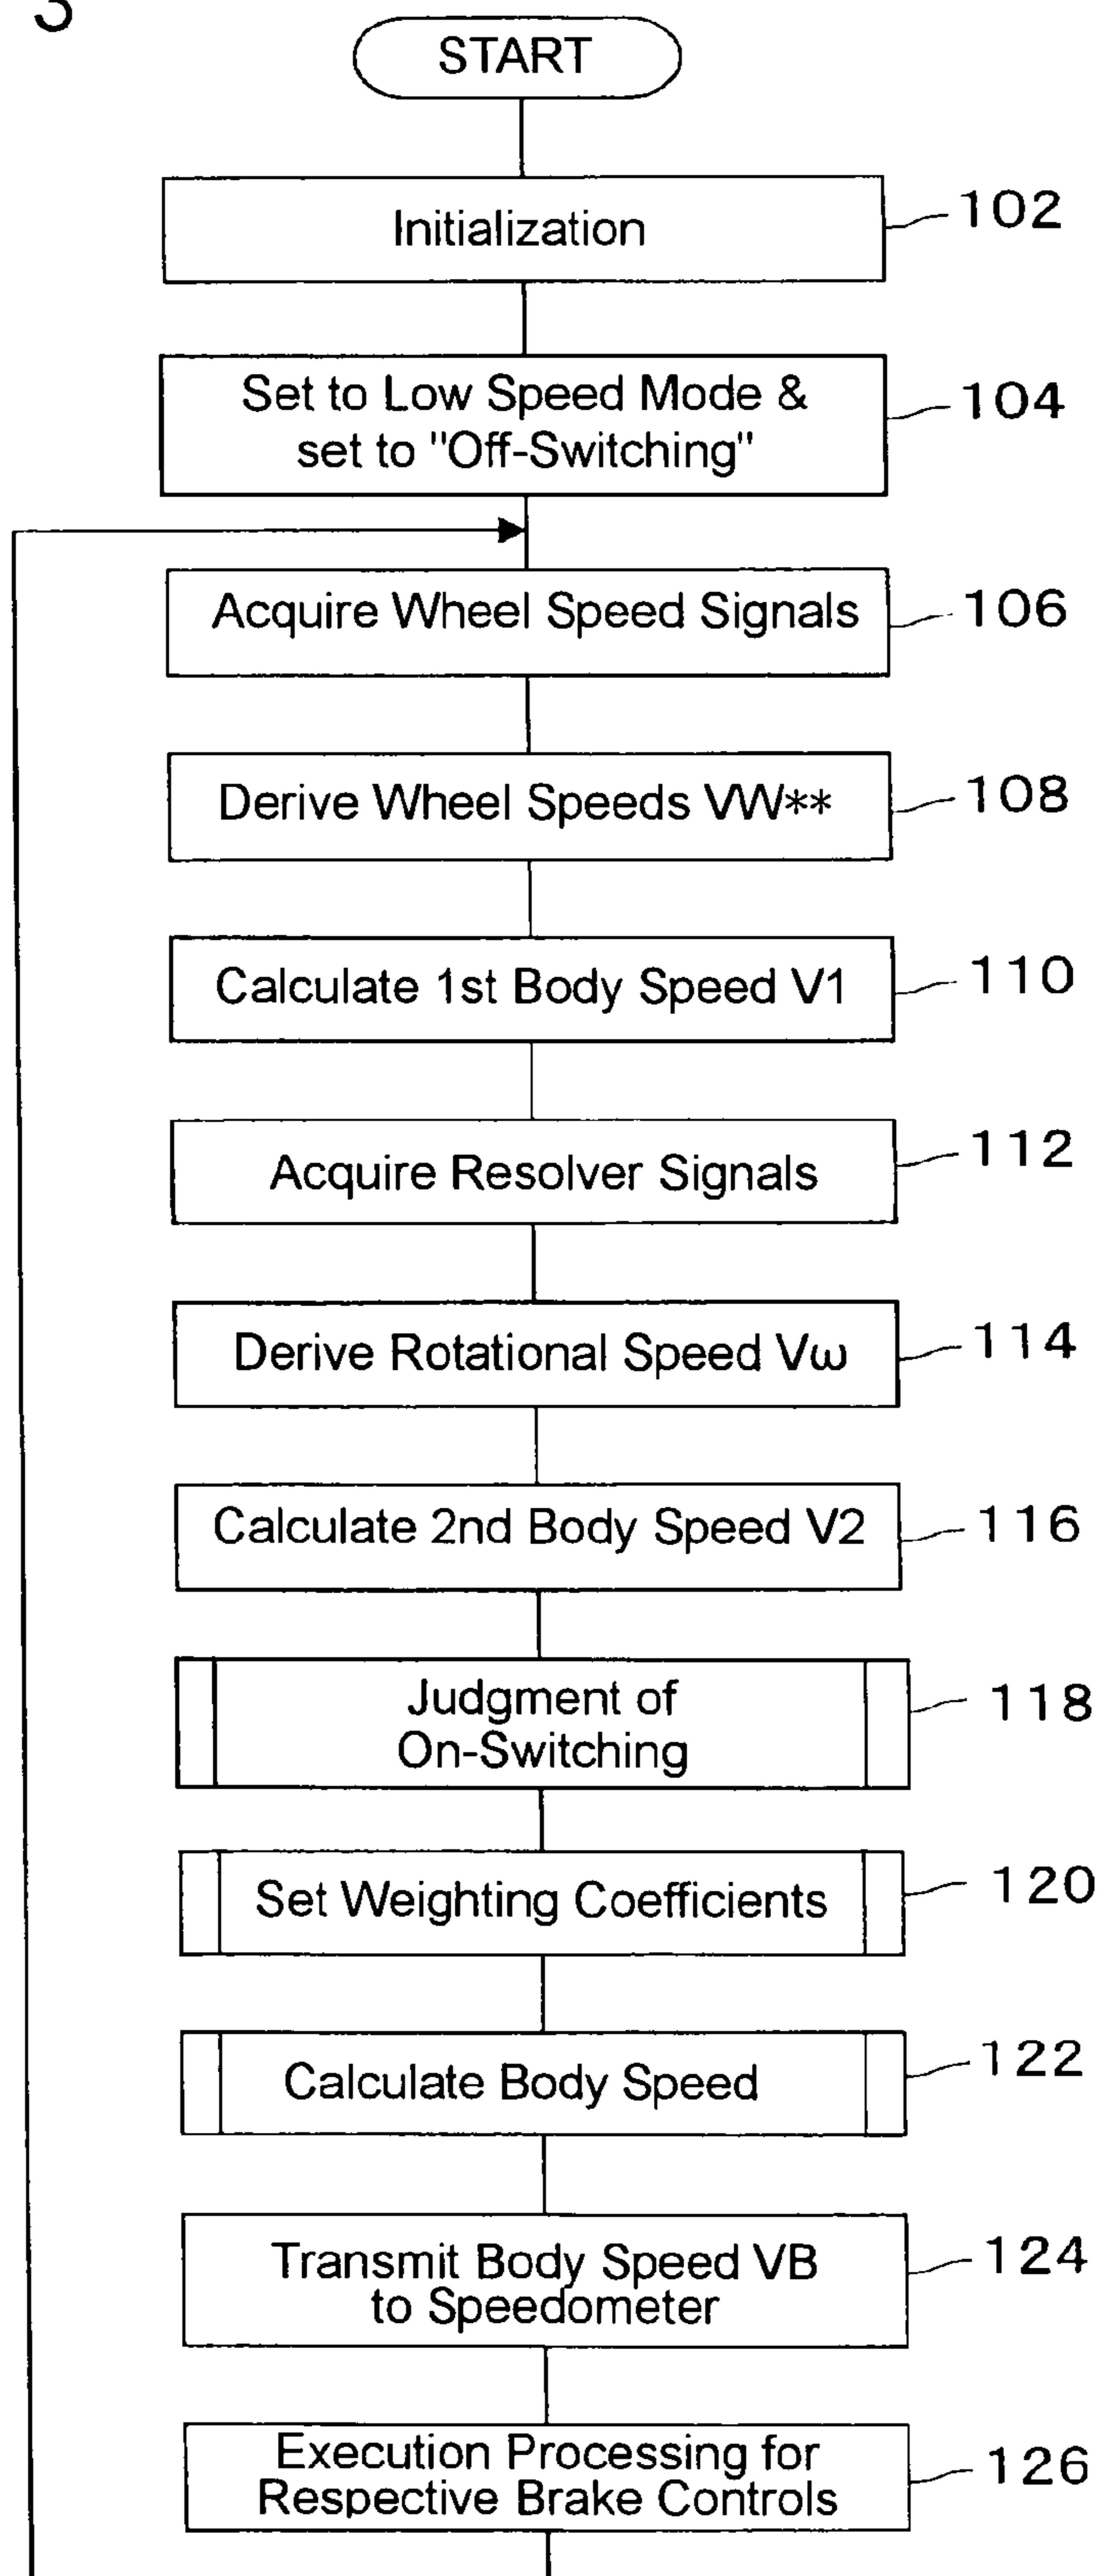 3
START
Initialization
102
Set to Low Speed Mode &
set to "Off-Switching"
104
Acquire Wheel Speed Signals
106
Derive Wheel Speeds VW**
108
Calculate 1st Body Speed V1
110
Acquire Resolver Signals
112
Derive Rotational Speed Vω
114
Calculate 2nd Body Speed V2
116
Judgment of
On-Switching
118
Set Weighting Coefficients
120
Calculate Body Speed
122
Transmit Body Speed VB
to Speedometer
124
Execution Processing for
Respective Brake Controls
126